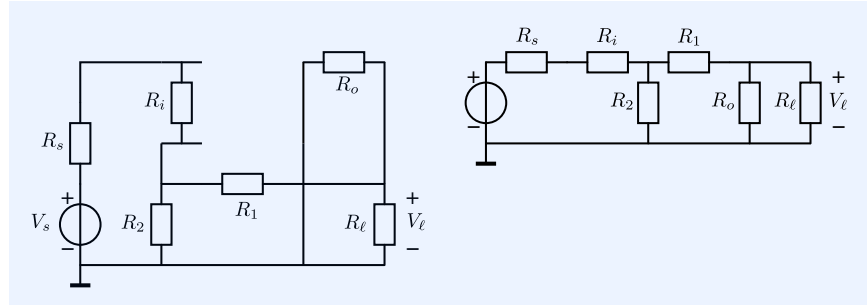 R_s
R_i
R_1
+
R_o
+
R_i
R_2
R_o
R_ℓ
V_ℓ
−
−
R_s
+
R_1
+
V_s
R_2
R_ℓ
V_ℓ
−
−